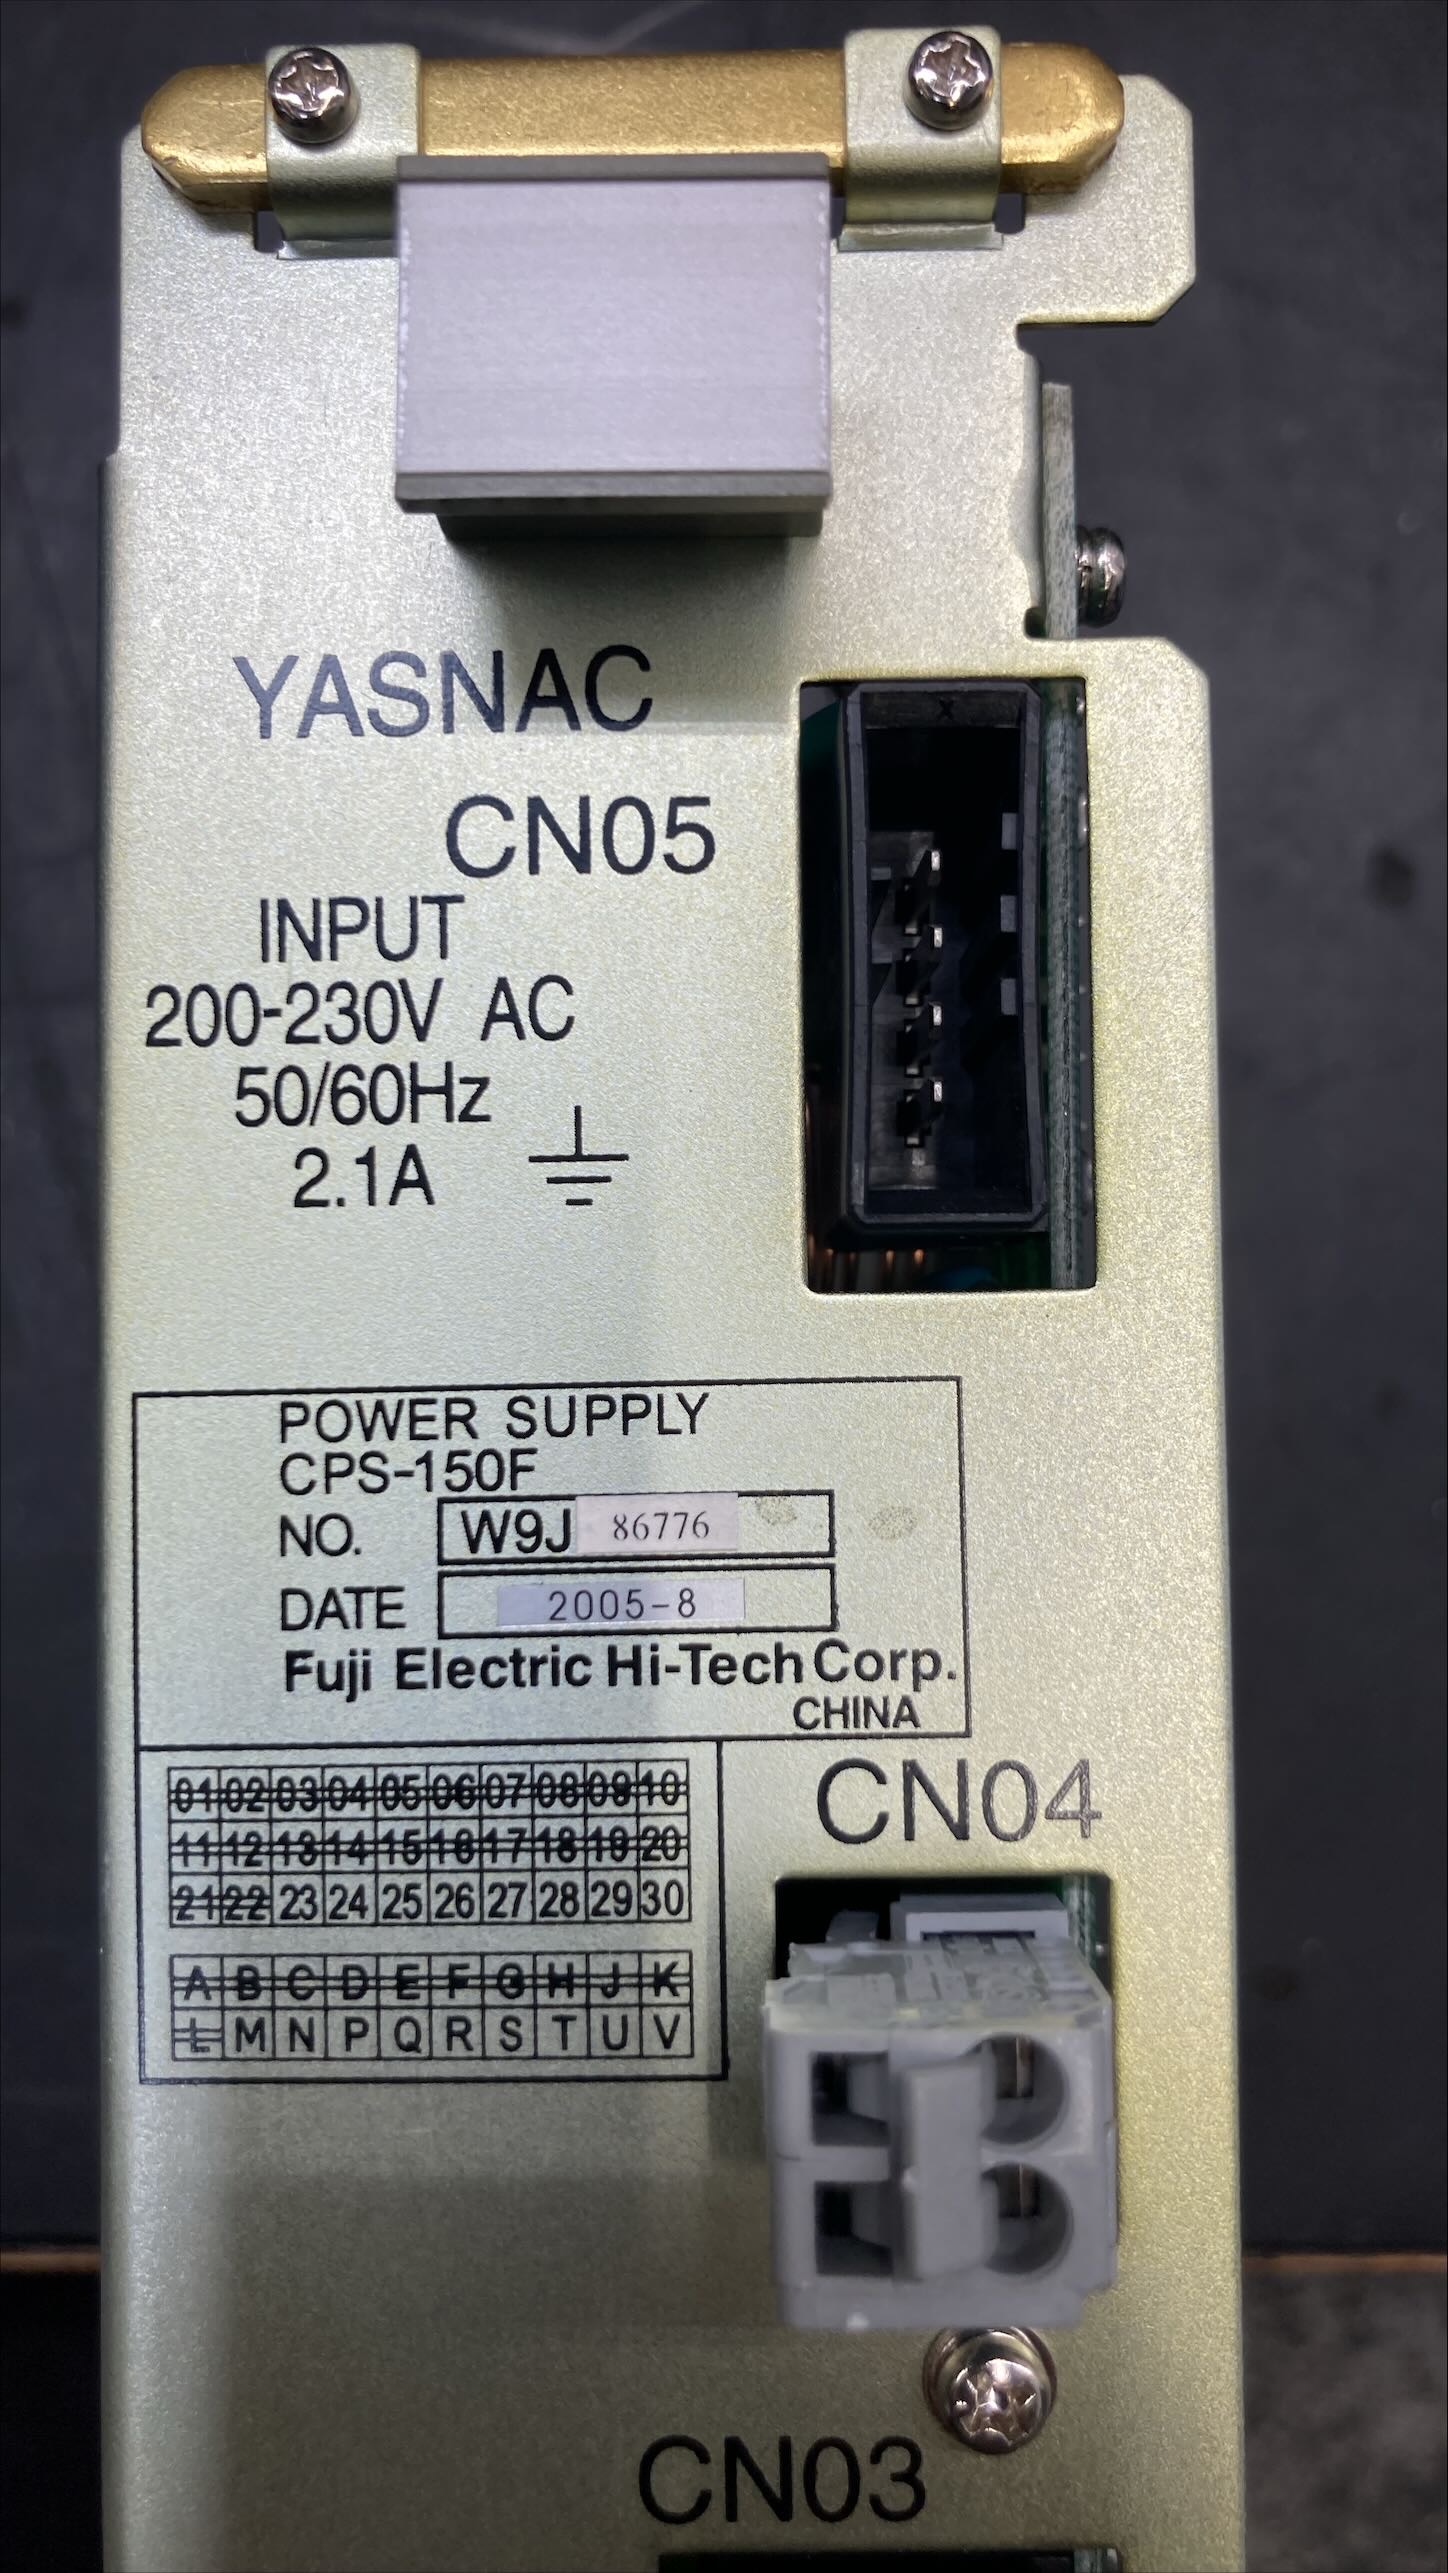 YASNAC
CN05
INPUT
200-230V AC
50/60Hz
2.1A
POWER SUPPLY
CPS-150F
NO. W9J 86776
DATE 2005-8
Fuji Electric Hi-Tech Corp.
CHINA
01 02 03 04 05 06 07 08 09 10
11 12 13 14 15 16 17 18 19 20
21 22 23 24 25 26 27 28 29 30
A B C D E F G H J K
L M N P Q R S T U V
CN04
CN03